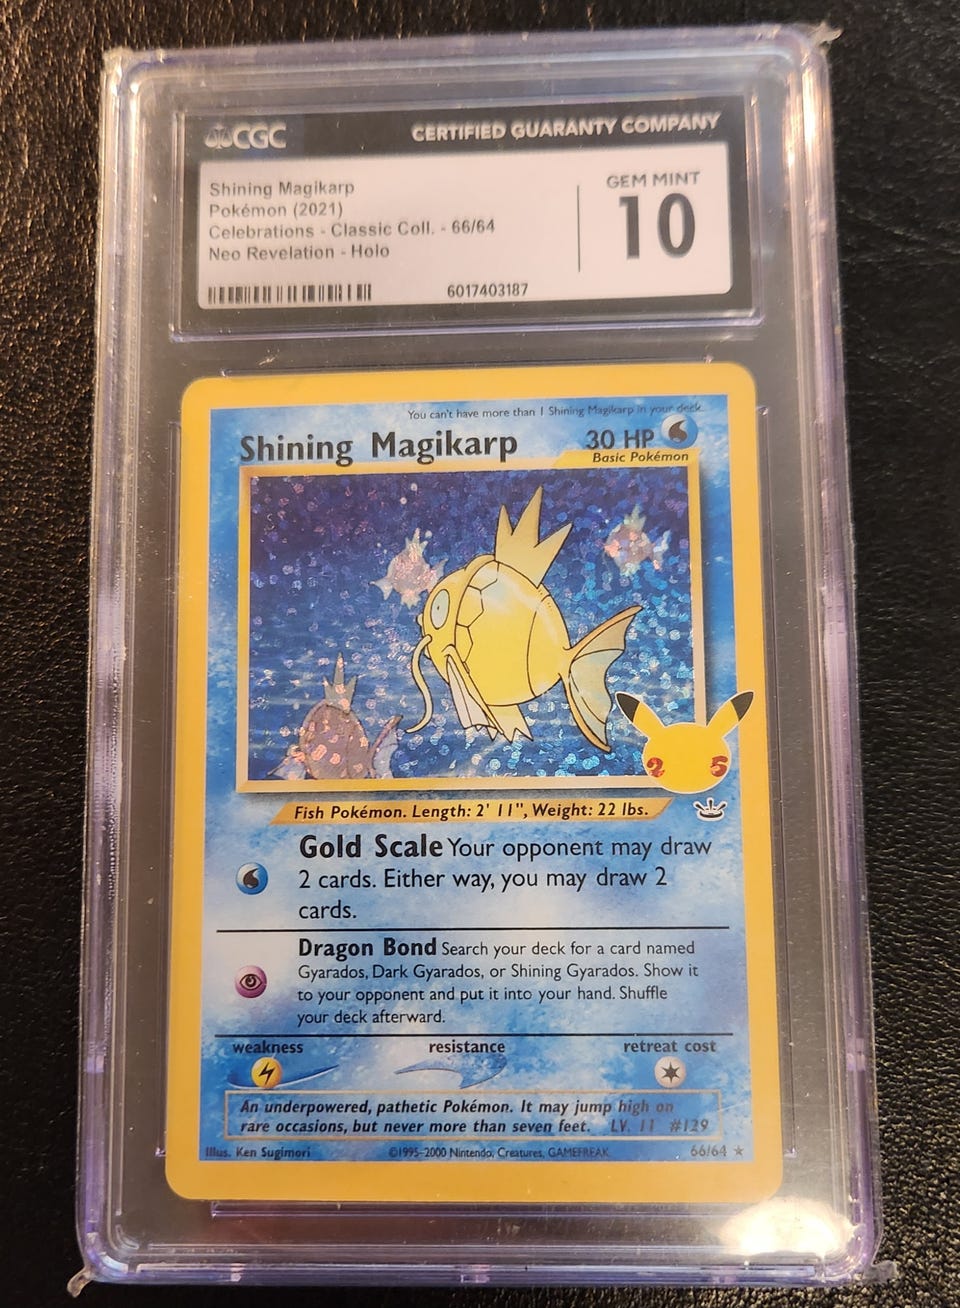 CGC
CERTIFIED GUARANTY COMPANY
Shining Magikarp
Pokémon (2021)
Celebrations - Classic Coll. - 66/64
Neo Revelation - Holo
GEM MINT
10
6017403187
You can't have more than 1 Shining Magikarp in your deck.
Shining Magikarp
30 HP
Basic Pokémon
25
Fish Pokémon. Length: 2' 11", Weight: 22 lbs.
Gold Scale Your opponent may draw
2 cards. Either way, you may draw 2
cards.
Dragon Bond Search your deck for a card named
Gyarados, Dark Gyarados, or Shining Gyarados. Show it
to your opponent and put it into your hand. Shuffle
your deck afterward.
weakness resistance retreat cost
An underpowered, pathetic Pokémon. It may jump high on
rare occasions, but never more than seven feet. LV. 11 #129
Illus. Ken Sugimori ©1995-2000 Nintendo, Creatures, GAMEFREAK 66/64 ★